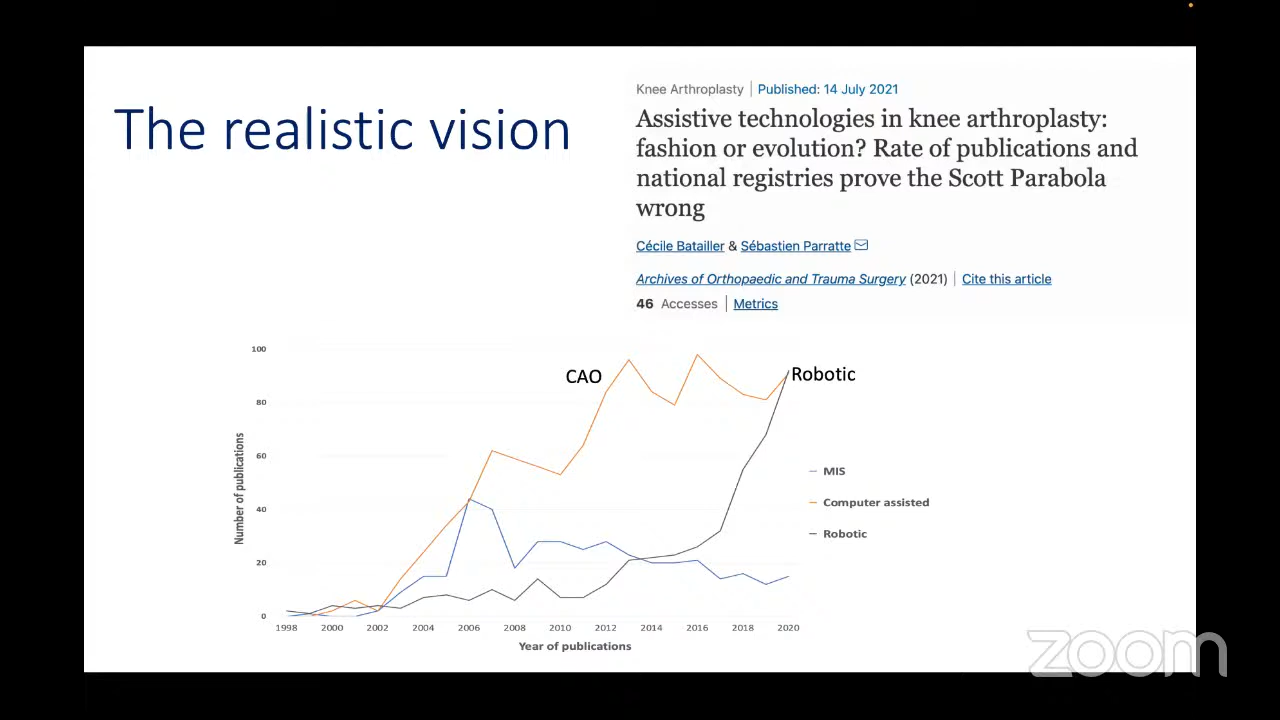 The realistic vision
Knee Arthroplasty | Published: 14 July 2021
Assistive technologies in knee arthroplasty:
fashion or evolution? Rate of publications and
national registries prove the Scott Parabola
wrong
Cécile Batailler & Sébastien Parratte
Archives of Orthopaedic and Trauma Surgery (2021) | Cite this article
46 Accesses | Metrics
CAO
Robotic
Number of publications
100
80
60
40
20
0
1998 2000 2002 2004 2006 2008 2010 2012 2014 2016 2018 2020
Year of publications
MIS
Computer assisted
Robotic
zoom